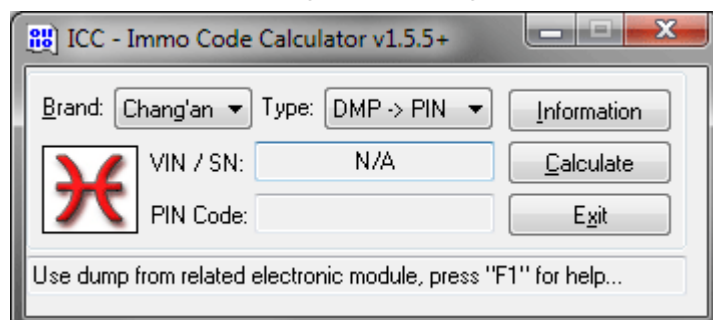 ICC - Immo Code Calculator v1.5.5+
Brand: Chang'an Type: DMP -> PIN Information
VIN / SN: N/A Calculate
PIN Code: Exit
Use dump from related electronic module, press "F1" for help...